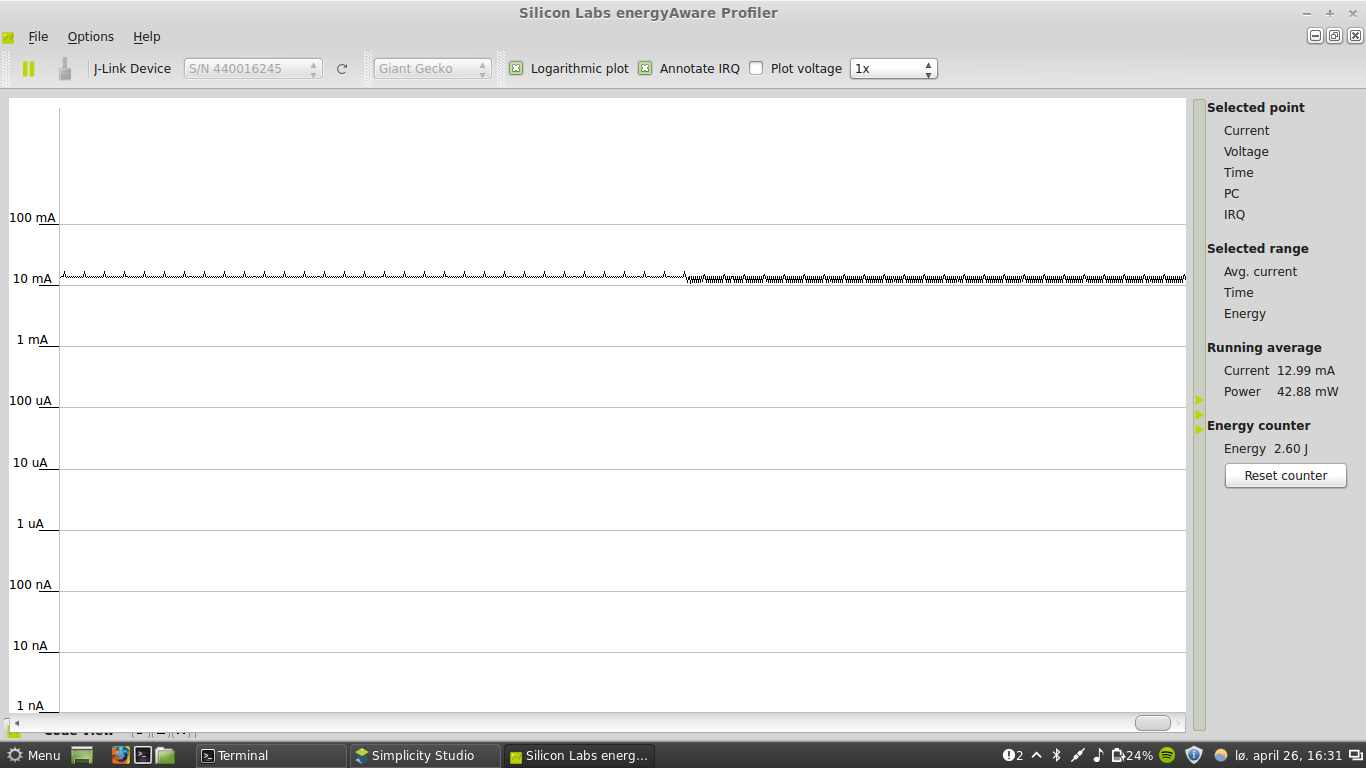 Silicon Labs energyAware Profiler
File Options Help
J-Link Device S/N 440016245 Giant Gecko Logarithmic plot Annotate IRQ Plot voltage 1x
100 mA
10 mA
1 mA
100 uA
10 uA
1 uA
100 nA
10 nA
1 nA
Selected point
Current
Voltage
Time
PC
IRQ
Selected range
Avg. current
Time
Energy
Running average
Current 12.99 mA
Power 42.88 mW
Energy counter
Energy 2.60 J
Reset counter
Menu Terminal Simplicity Studio Silicon Labs energ... 2 24% lø. april 26, 16:31